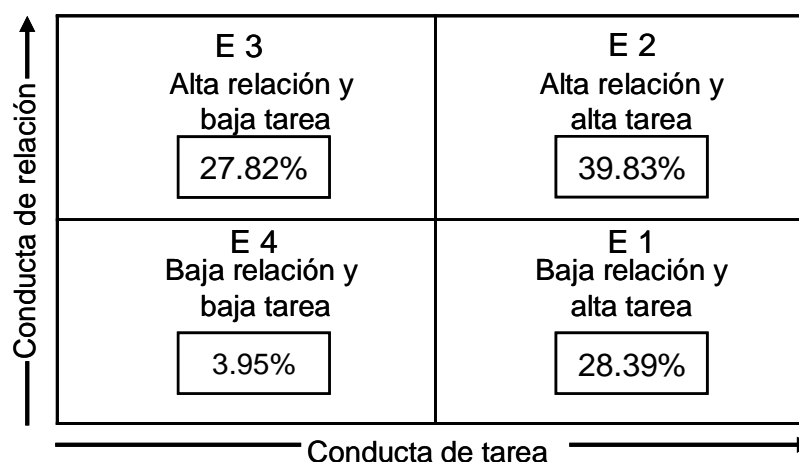 Conducta de relación
E 3
Alta relación y
baja tarea
27.82%
E 2
Alta relación y
alta tarea
39.83%
E 4
Baja relación y
baja tarea
3.95%
E 1
Baja relación y
alta tarea
28.39%
Conducta de tarea